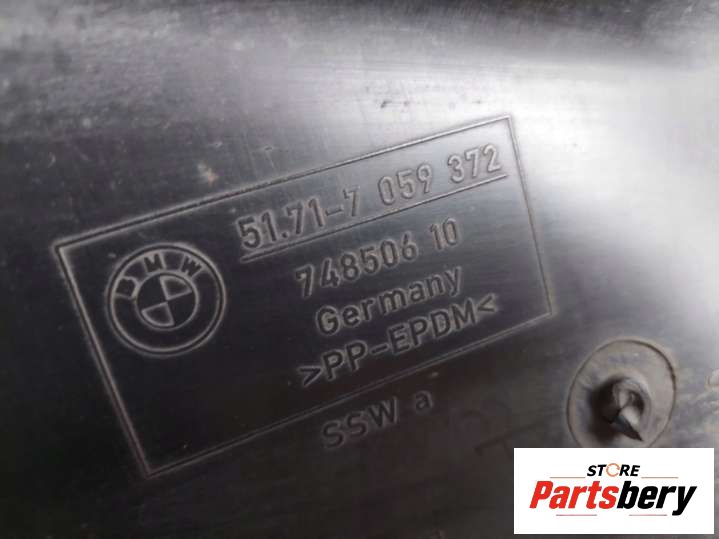 BMW
51.71-7 059 372
748506 10
Germany
>PP-EPDM<
SSW a
STORE
Partsbery